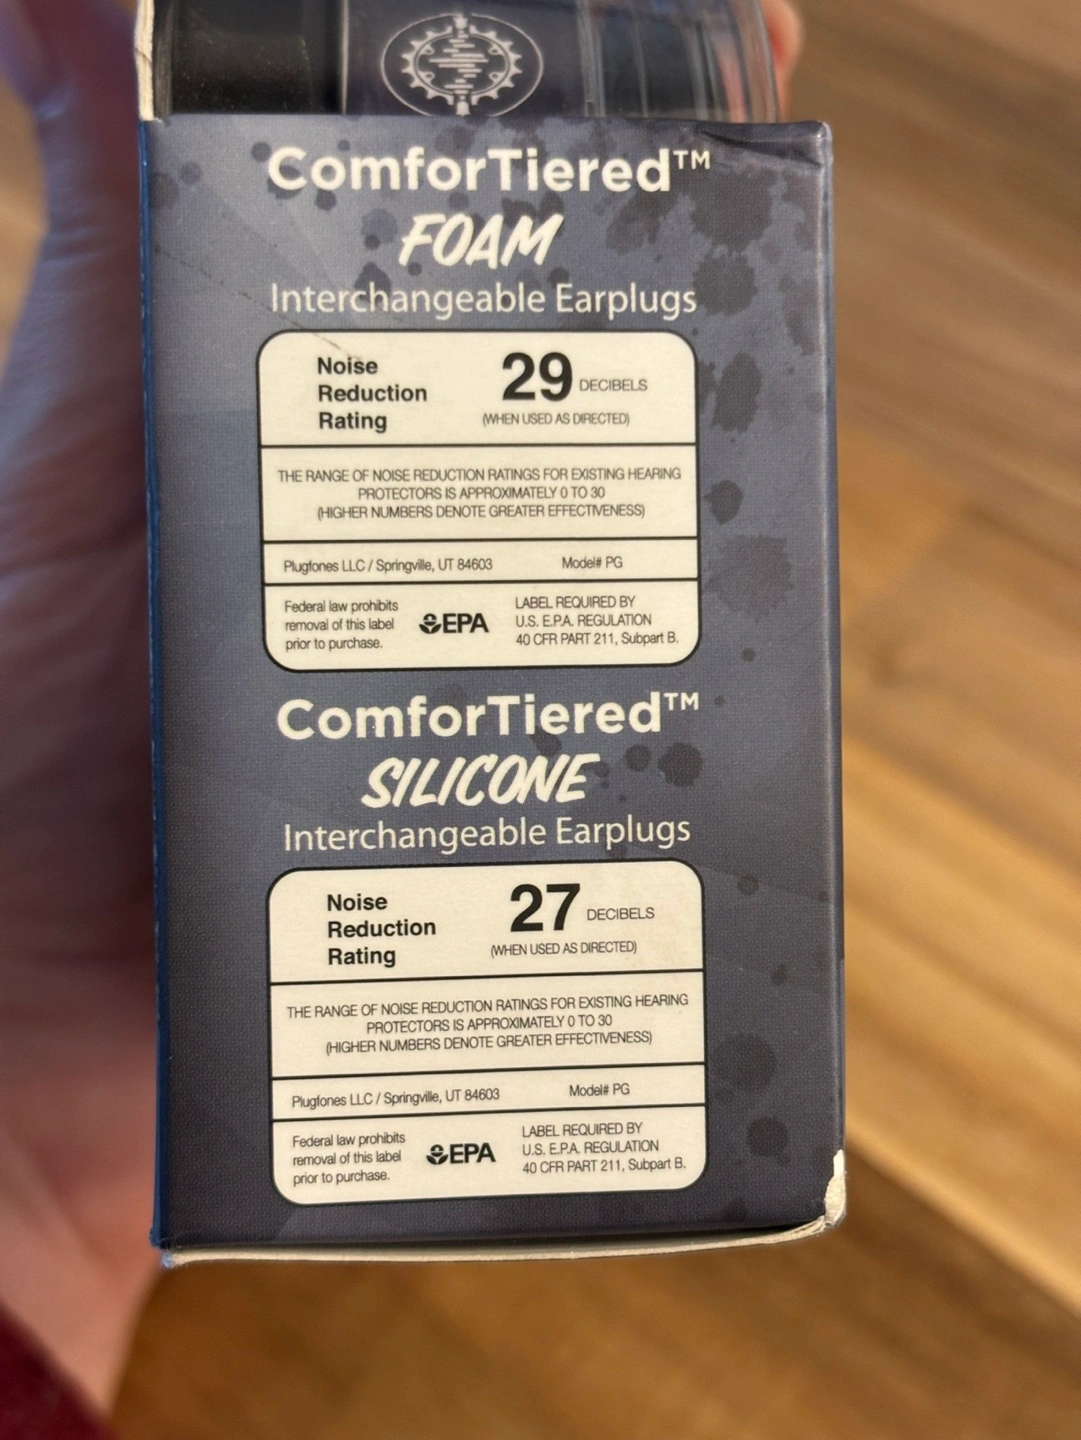 ComforTiered™
FOAM
Interchangeable Earplugs
Noise
Reduction
Rating
29 DECIBELS
(WHEN USED AS DIRECTED)
THE RANGE OF NOISE REDUCTION RATINGS FOR EXISTING HEARING
PROTECTORS IS APPROXIMATELY 0 TO 30
(HIGHER NUMBERS DENOTE GREATER EFFECTIVENESS)
Plugfones LLC / Springville, UT 84603 Model# PG
Federal law prohibits
removal of this label
prior to purchase.
EPA
LABEL REQUIRED BY
U.S. E.P.A. REGULATION
40 CFR PART 211, Subpart B.
ComforTiered™
SILICONE
Interchangeable Earplugs
Noise
Reduction
Rating
27 DECIBELS
(WHEN USED AS DIRECTED)
THE RANGE OF NOISE REDUCTION RATINGS FOR EXISTING HEARING
PROTECTORS IS APPROXIMATELY 0 TO 30
(HIGHER NUMBERS DENOTE GREATER EFFECTIVENESS)
Plugfones LLC / Springville, UT 84603 Model# PG
Federal law prohibits
removal of this label
prior to purchase.
EPA
LABEL REQUIRED BY
U.S. E.P.A. REGULATION
40 CFR PART 211, Subpart B.